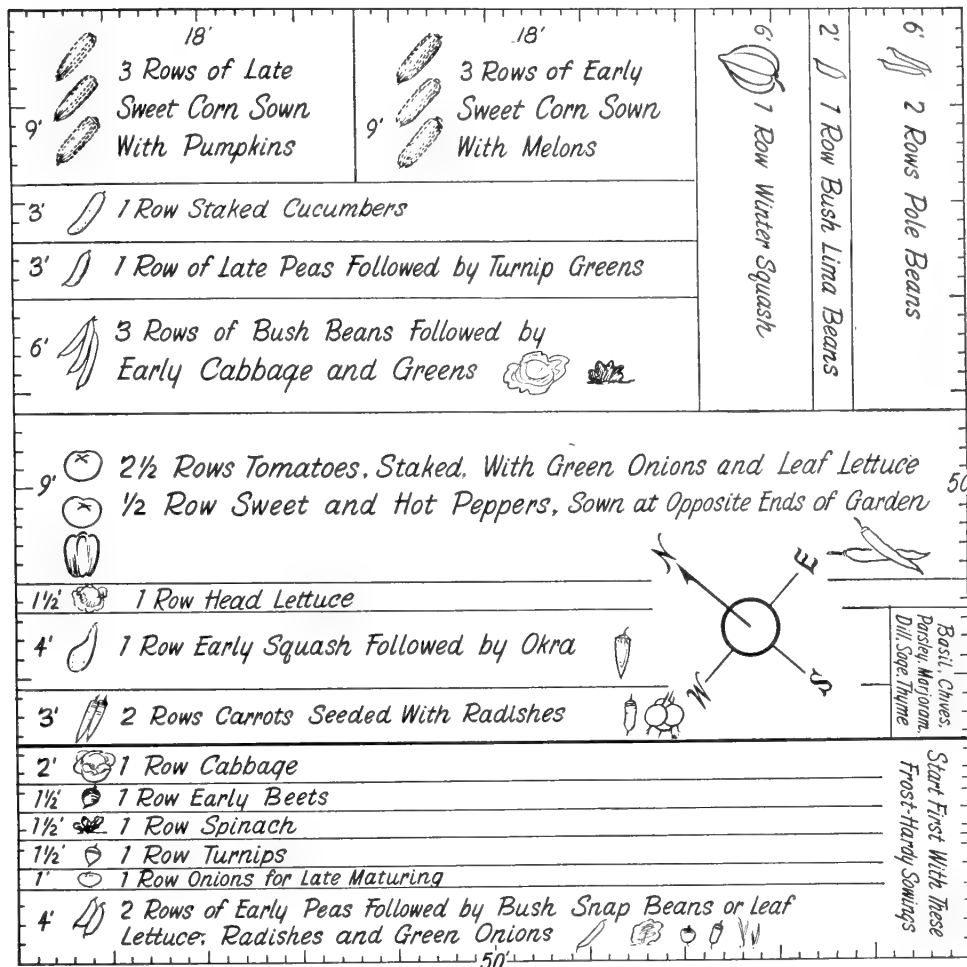 18'
9'
3 Rows of Late
Sweet Corn Sown
With Pumpkins
18'
9'
3 Rows of Early
Sweet Corn Sown
With Melons
6' 1 Row Winter Squash
2' 1 Row Bush Lima Beans
6' 2 Rows Pole Beans
3' 1 Row Staked Cucumbers
3' 1 Row of Late Peas Followed by Turnip Greens
6' 3 Rows of Bush Beans Followed by
Early Cabbage and Greens
9' 2½ Rows Tomatoes, Staked, With Green Onions and Leaf Lettuce
½ Row Sweet and Hot Peppers, Sown at Opposite Ends of Garden
50
N
E
W
S
1½' 1 Row Head Lettuce
4' 1 Row Early Squash Followed by Okra
3' 2 Rows Carrots Seeded With Radishes
Basil, Chives,
Parsley, Marjoram,
Dill, Sage, Thyme
2' 1 Row Cabbage
1½' 1 Row Early Beets
1½' 1 Row Spinach
1½' 1 Row Turnips
1' 1 Row Onions for Late Maturing
4' 2 Rows of Early Peas Followed by Bush Snap Beans or Leaf
Lettuce, Radishes and Green Onions
Start First With These
Frost-Hardy Sowings
50'